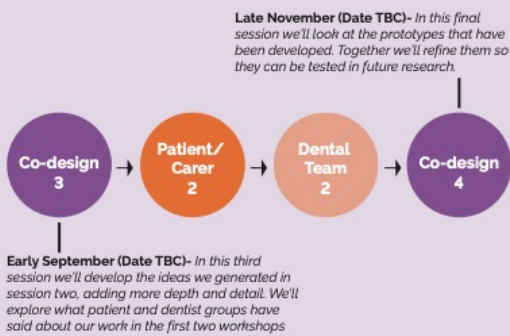 Late November (Date TBC)- In this final
session we'll look at the prototypes that have
been developed. Together we'll refine them so
they can be tested in future research.
Co-design
3
Patient/
Carer
2
Dental
Team
2
Co-design
4
Early September (Date TBC)- In this third
session we'll develop the ideas we generated in
session two, adding more depth and detail. We'll
explore what patient and dentist groups have
said about our work in the first two workshops